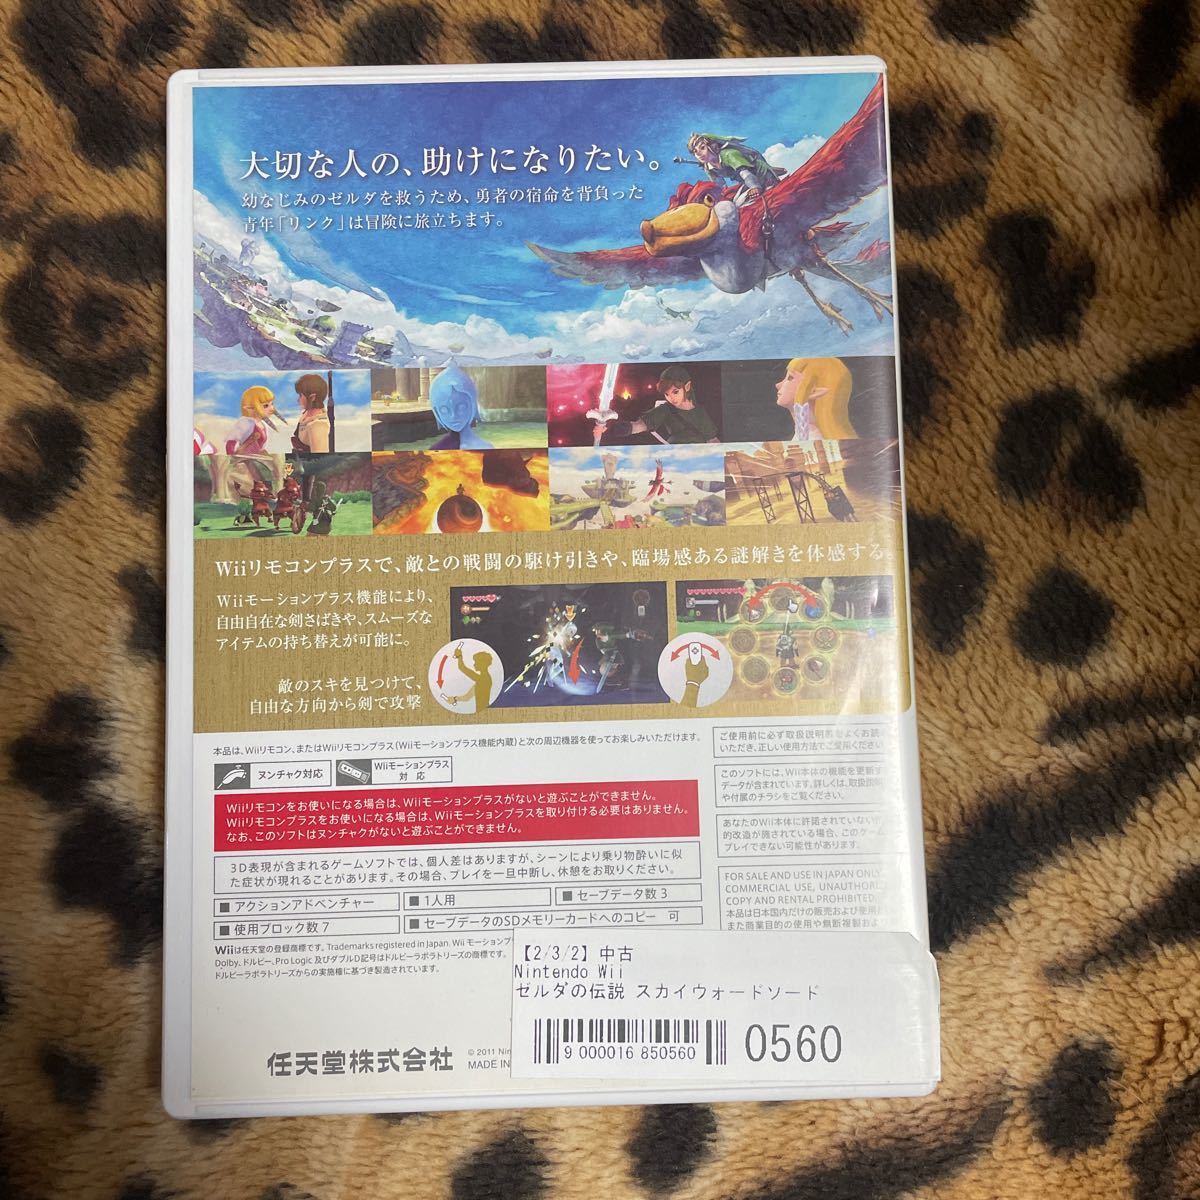 大切な人の、助けになりたい。
幼なじみのゼルダを救うため、勇者の宿命を背負った
青年「リンク」は冒険に旅立ちます。
Wiiリモコンプラスで、敵との戦闘の駆け引きや、臨場感ある謎解きを体感する。
Wiiモーションプラス機能により、
自由自在な剣さばきや、スムーズな
アイテムの持ち替えが可能に。
敵のスキを見つけて、
自由な方向から剣で攻撃
本品は、Wiiリモコン、またはWiiリモコンプラス(Wiiモーションプラス機能内蔵)と次の周辺機器を使ってお楽しみいただけます。
ヌンチャク対応
Wiiモーションプラス
対応
Wiiリモコンをお使いになる場合は、Wiiモーションプラスがないと遊ぶことができません。
Wiiリモコンプラスをお使いになる場合は、Wiiモーションプラスを取り付ける必要はありません。
なお、このソフトはヌンチャクがないと遊ぶことができません。
3D表現が含まれるゲームソフトでは、個人差はありますが、シーンにより乗り物酔いに似
た症状が現れることがあります。その場合、プレイを一旦中断し、休憩をお取りください。
■ アクションアドベンチャー
■ 1人用
■ セーブデータ数 3
■ 使用ブロック数 7
■ セーブデータのSDメモリーカードへのコピー 可
Wiiは任天堂の登録商標です。Trademarks registered in Japan. Wii モーションプ
Dolby、ドルビー、Pro Logic 及びダブルD記号はドルビーラボラトリーズの商標です。
ドルビーラボラトリーズからの実施権に基づき製造されています。
ご使用前に必ず取扱説明書をよくお読み
いただき、正しい使用方法でご愛用ください
このソフトには、Wii本体の機能を更新す
データが含まれています。詳しくは、取扱説明
や付属のチラシをご覧ください。
あなたのWii本体に許諾されていない
的改造が施されている場合、このゲーム
プレイできない可能性があります。
FOR SALE AND USE IN JAPAN ONLY
COMMERCIAL USE, UNAUTHORI
COPY AND RENTAL PROHIBITED.
本品は日本国内だけの販売および使用
また商業目的の使用や無断複製および
任天堂株式会社
© 2011 Nin
MADE IN
【2/3/2】中古
Nintendo Wii
ゼルダの伝説 スカイウォードソード
9 000016 850560
0560